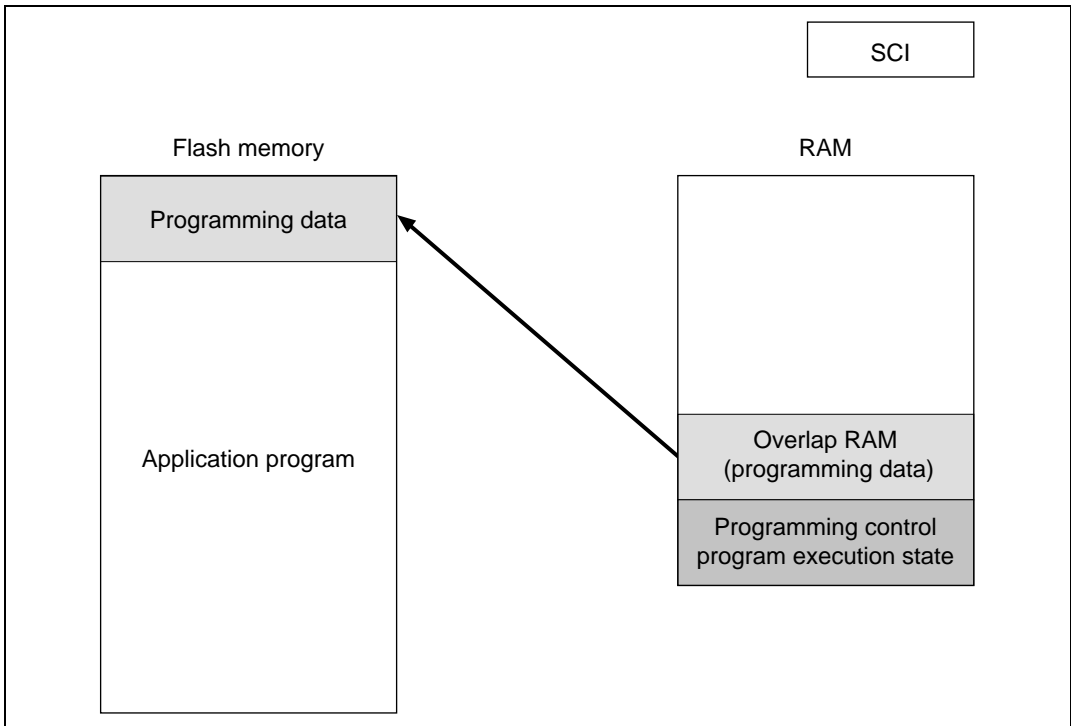 SCI
Flash memory
RAM
Programming data
Application program
Overlap RAM
(programming data)
Programming control
program execution state